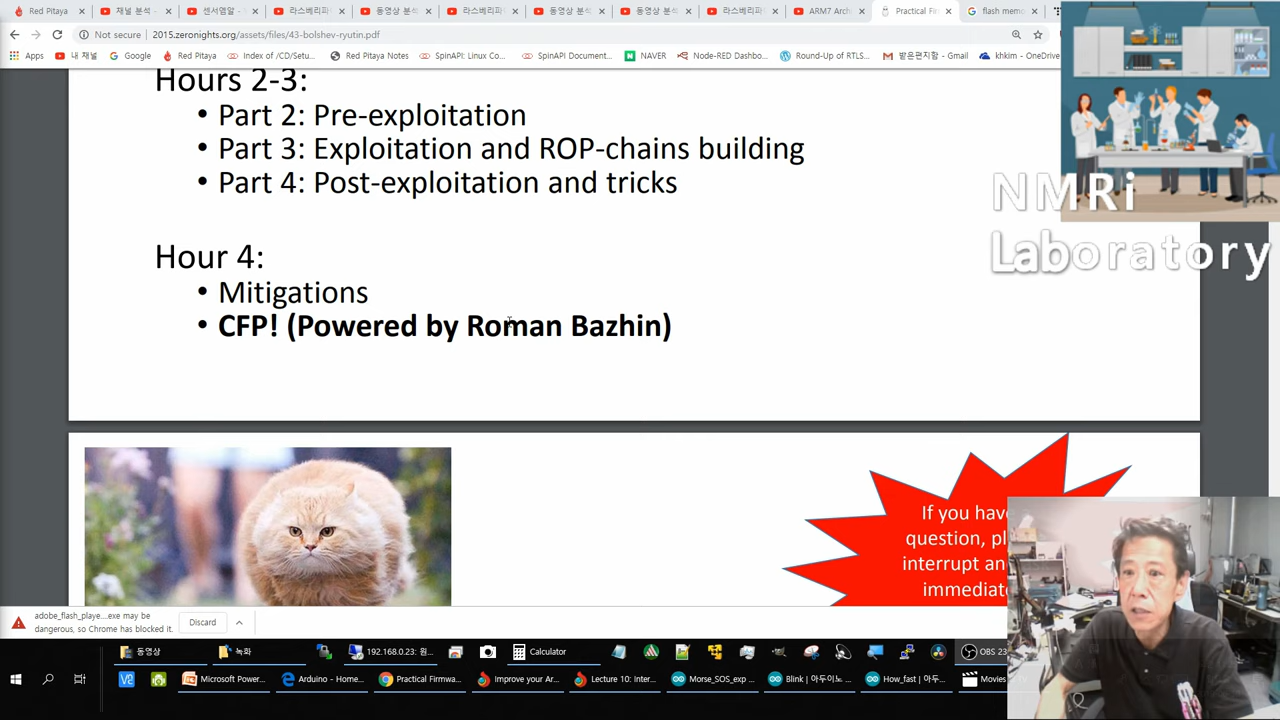 Red Pitaya
채널 분석 -
센서엠알 -
라즈베리파
동영상 분석
라즈베리파
동영상 분석
동영상 분석
라즈베리파
ARM7 Arch
Practical Fir
flash memo
Not secure
2015.zeronights.org/assets/files/43-bolshev-ryutin.pdf
Apps
내 채널
Google
Red Pitaya
Index of /CD/Setu...
Red Pitaya Notes
SpinAPI: Linux Co...
SpinAPI Document...
NAVER
Node-RED Dashbo...
Round-Up of RTLS...
받은편지함 - Gmail
khkim - OneDrive
Hours 2-3:
• Part 2: Pre-exploitation
• Part 3: Exploitation and ROP-chains building
• Part 4: Post-exploitation and tricks
NMRi
Laboratory
Hour 4:
• Mitigations
• CFP! (Powered by Roman Bazhin)
If you have
question, pl
interrupt an
immediat
adobe_flash_playe....exe may be
dangerous, so Chrome has blocked it.
Discard
동영상
녹화
192.168.0.23: 원...
Calculator
OBS 23
Microsoft Power...
Arduino - Home...
Practical Firmwa...
Improve your Ar...
Lecture 10: Inter...
Morse_SOS_exp ...
Blink | 아두이노 ...
How_fast | 아두...
Movies